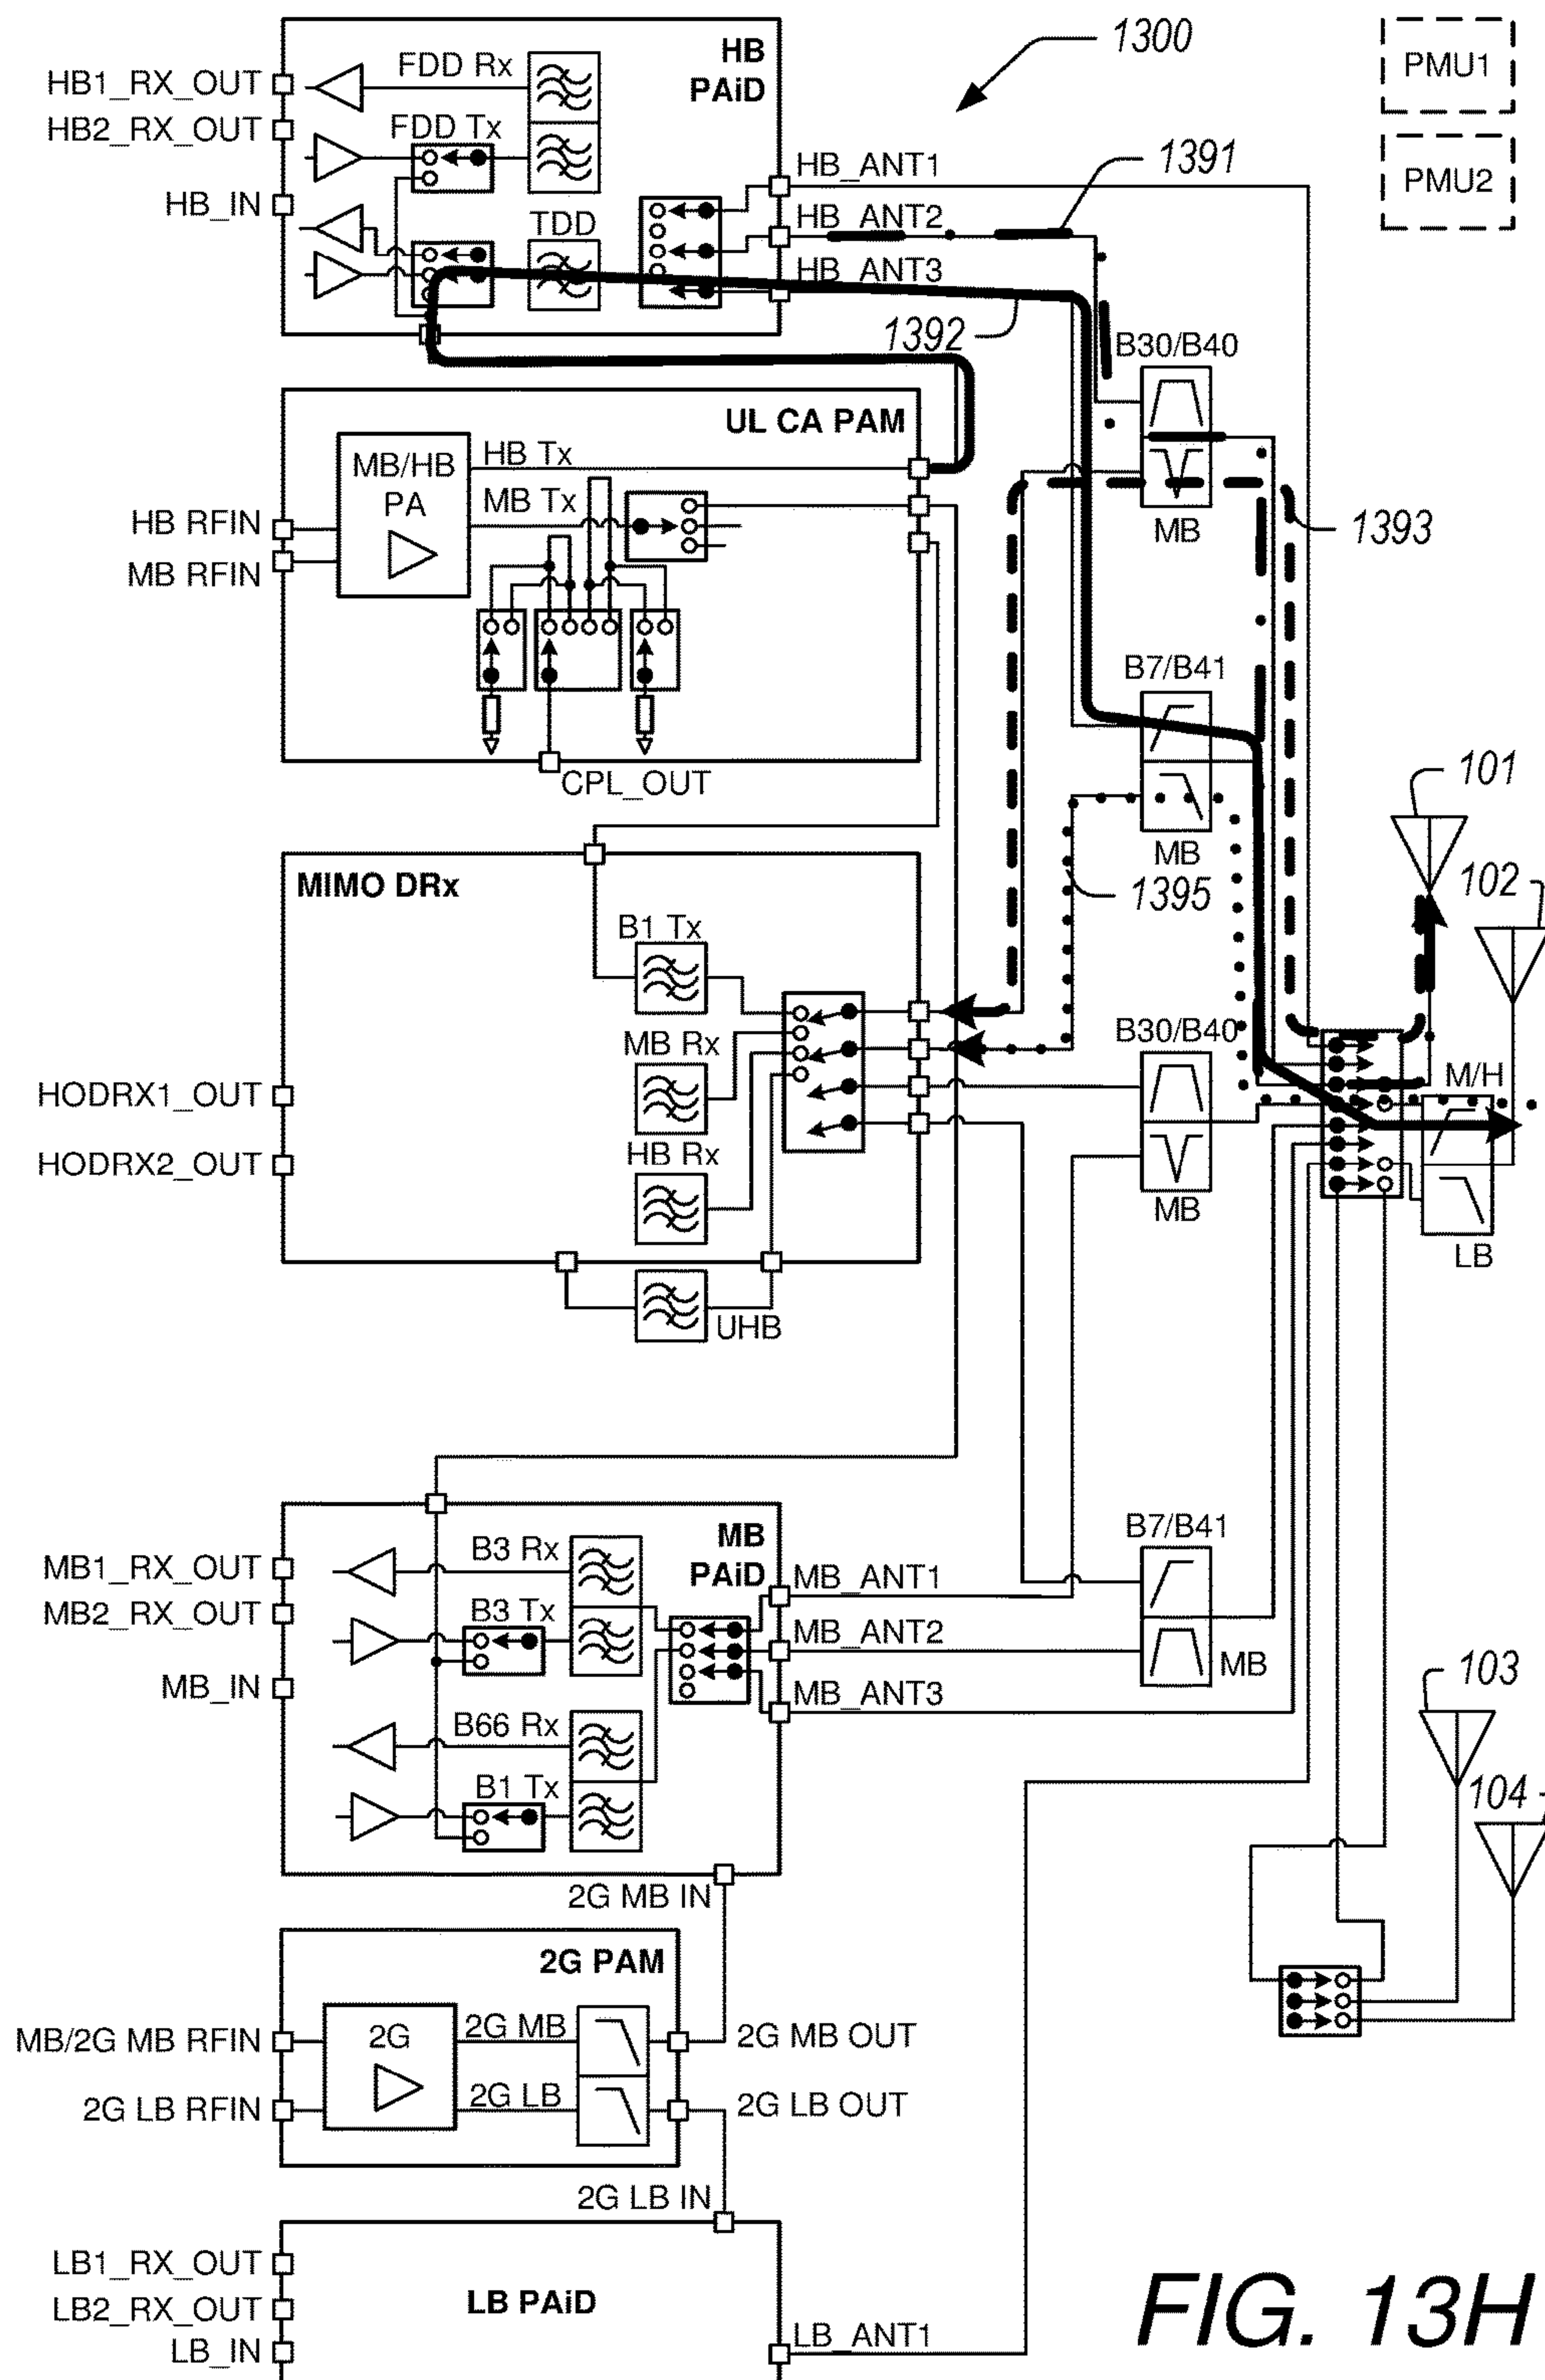 1300
PMU1
PMU2
HB
PAiD
HB1_RX_OUT
HB2_RX_OUT
HB_IN
FDD Rx
FDD Tx
TDD
HB_ANT1
HB_ANT2
HB_ANT3
1391
1392
B30/B40
MB
1393
UL CA PAM
MB/HB
PA
HB Tx
MB Tx
HB RFIN
MB RFIN
CPL_OUT
B7/B41
MB
1395
101
102
MIMO DRx
B1 Tx
MB Rx
HB Rx
HODRX1_OUT
HODRX2_OUT
UHB
B30/B40
MB
M/H
LB
MB
PAiD
MB1_RX_OUT
MB2_RX_OUT
MB_IN
B3 Rx
B3 Tx
B66 Rx
B1 Tx
MB_ANT1
MB_ANT2
MB_ANT3
B7/B41
MB
103
104
2G MB IN
2G PAM
MB/2G MB RFIN
2G LB RFIN
2G
2G MB
2G LB
2G MB OUT
2G LB OUT
2G LB IN
LB1_RX_OUT
LB2_RX_OUT
LB_IN
LB PAiD
LB_ANT1
FIG. 13H